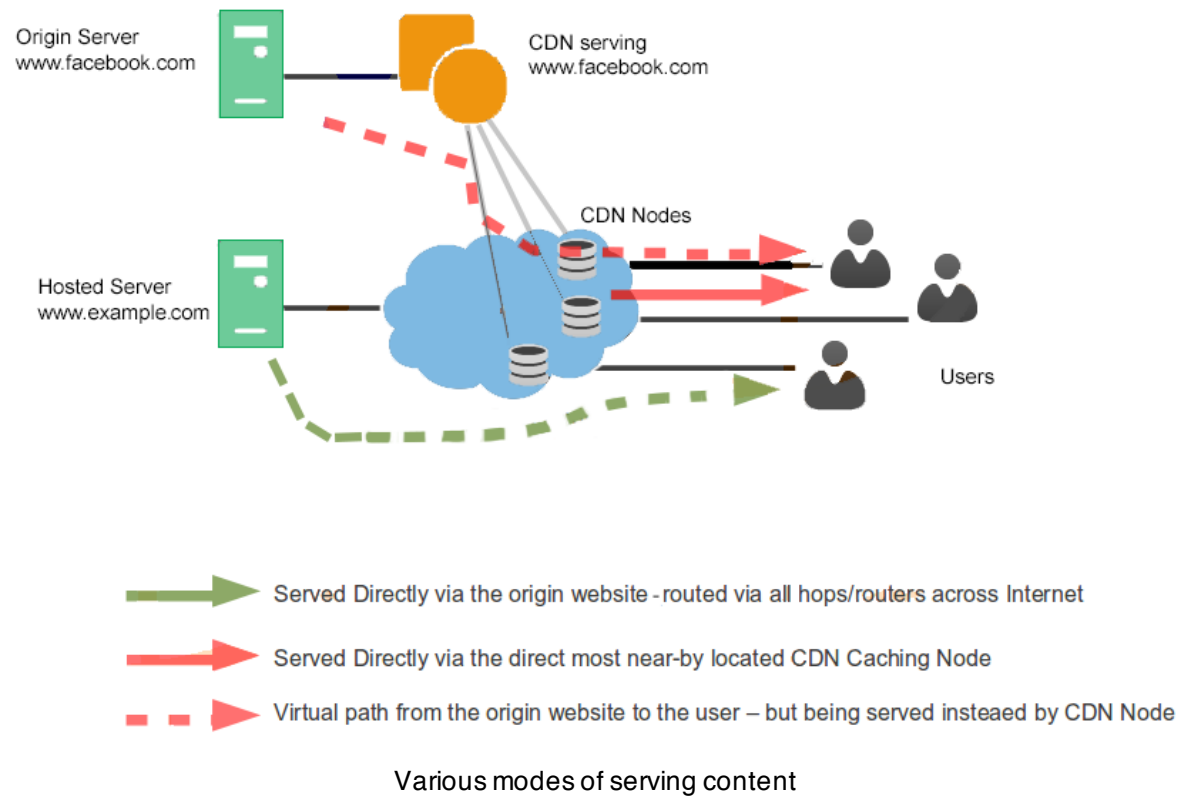 Origin Server
www.facebook.com
CDN serving
www.facebook.com
CDN Nodes
Hosted Server
www.example.com
Users
Served Directly via the origin website - routed via all hops/routers across Internet
Served Directly via the direct most near-by located CDN Caching Node
Virtual path from the origin website to the user – but being served insteaed by CDN Node
Various modes of serving content